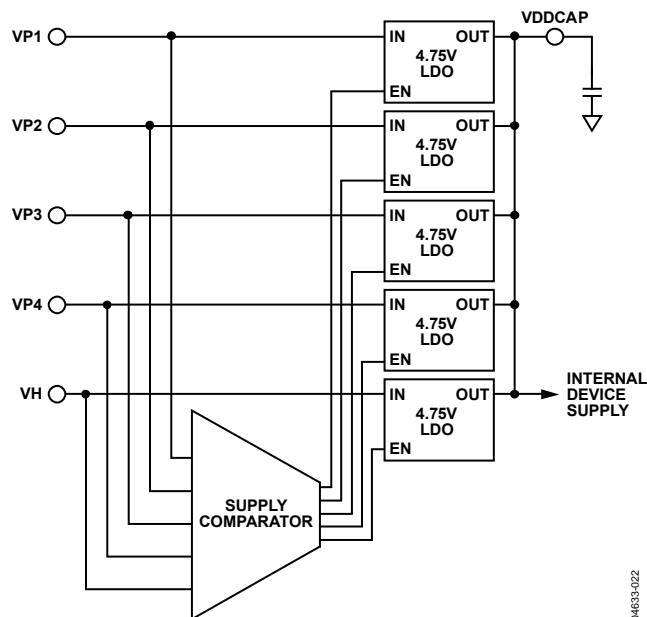 VP1
IN
OUT
4.75V
LDO
EN
VDDCAP
VP2
IN
OUT
4.75V
LDO
EN
VP3
IN
OUT
4.75V
LDO
EN
VP4
IN
OUT
4.75V
LDO
EN
VH
IN
OUT
4.75V
LDO
EN
INTERNAL
DEVICE
SUPPLY
SUPPLY
COMPARATOR
04633-022